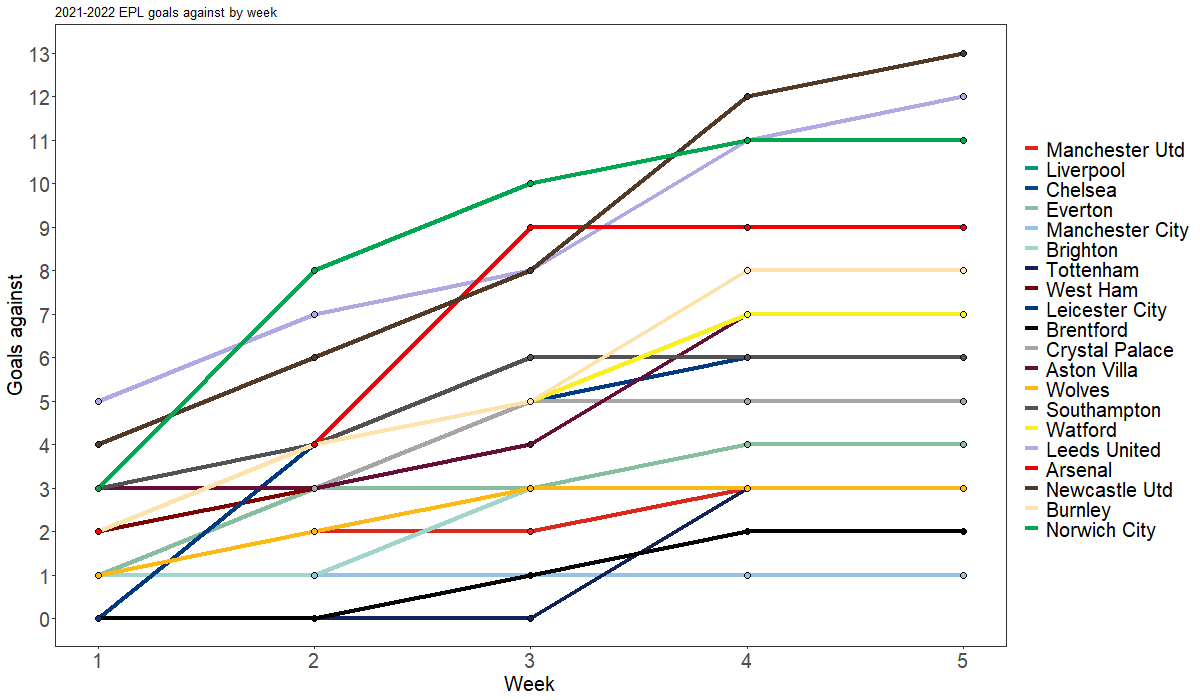 2021-2022 EPL goals against by week
13
12
11
10
9
8
7
6
5
4
3
2
1
0
Goals against
1 2 3 4 5
Week
Manchester Utd
Liverpool
Chelsea
Everton
Manchester City
Brighton
Tottenham
West Ham
Leicester City
Brentford
Crystal Palace
Aston Villa
Wolves
Southampton
Watford
Leeds United
Arsenal
Newcastle Utd
Burnley
Norwich City